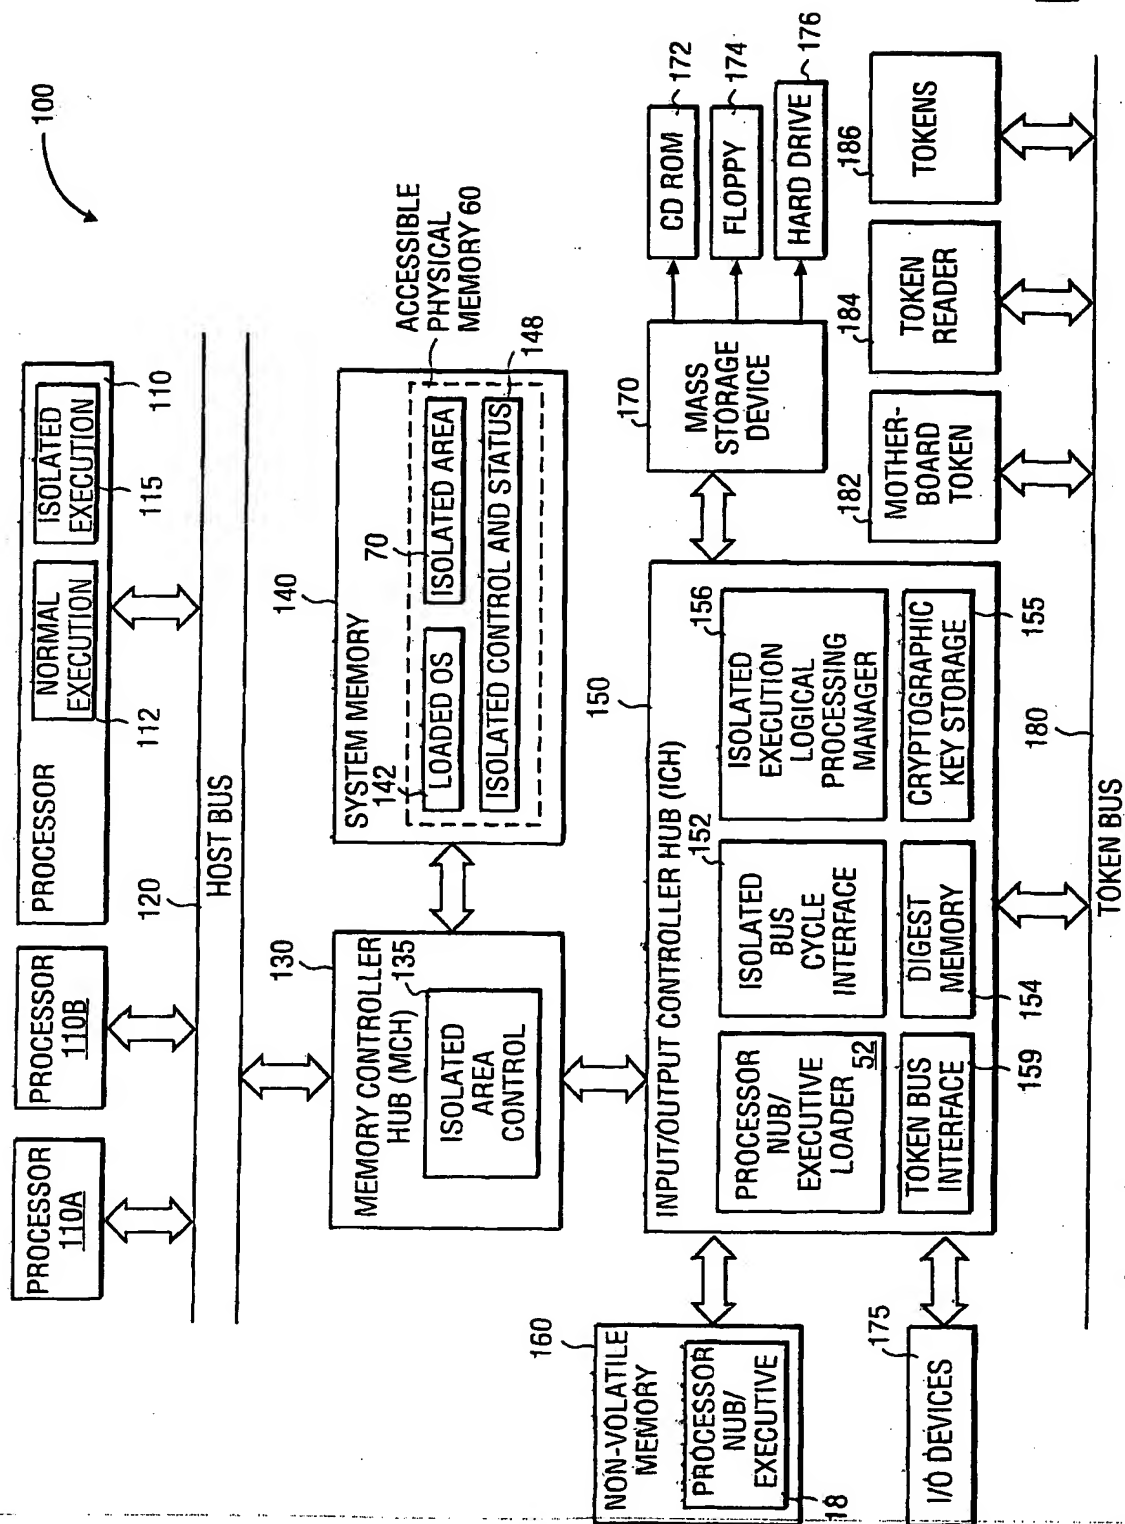 100
PROCESSOR
110A
PROCESSOR
110B
PROCESSOR
NORMAL
EXECUTION
112
ISOLATED
EXECUTION
115
110
120
HOST BUS
130
MEMORY CONTROLLER
HUB (MCH)
135
ISOLATED
AREA
CONTROL
140
SYSTEM MEMORY
142
LOADED OS
70
ISOLATED AREA
ISOLATED CONTROL AND STATUS
148
ACCESSIBLE
PHYSICAL
MEMORY 60
150
INPUT/OUTPUT CONTROLLER HUB (ICH)
PROCESSOR
NUB/
EXECUTIVE
LOADER
52
152
ISOLATED
BUS
CYCLE
INTERFACE
156
ISOLATED
EXECUTION
LOGICAL
PROCESSING
MANAGER
TOKEN BUS
INTERFACE
159
DIGEST
MEMORY
154
CRYPTOGRAPHIC
KEY STORAGE
155
160
NON-VOLATILE
MEMORY
PROCESSOR
NUB/
EXECUTIVE
18
175
I/O DEVICES
170
MASS
STORAGE
DEVICE
CD ROM
172
FLOPPY
174
HARD DRIVE
176
182
MOTHER-
BOARD
TOKEN
184
TOKEN
READER
186
TOKENS
180
TOKEN BUS